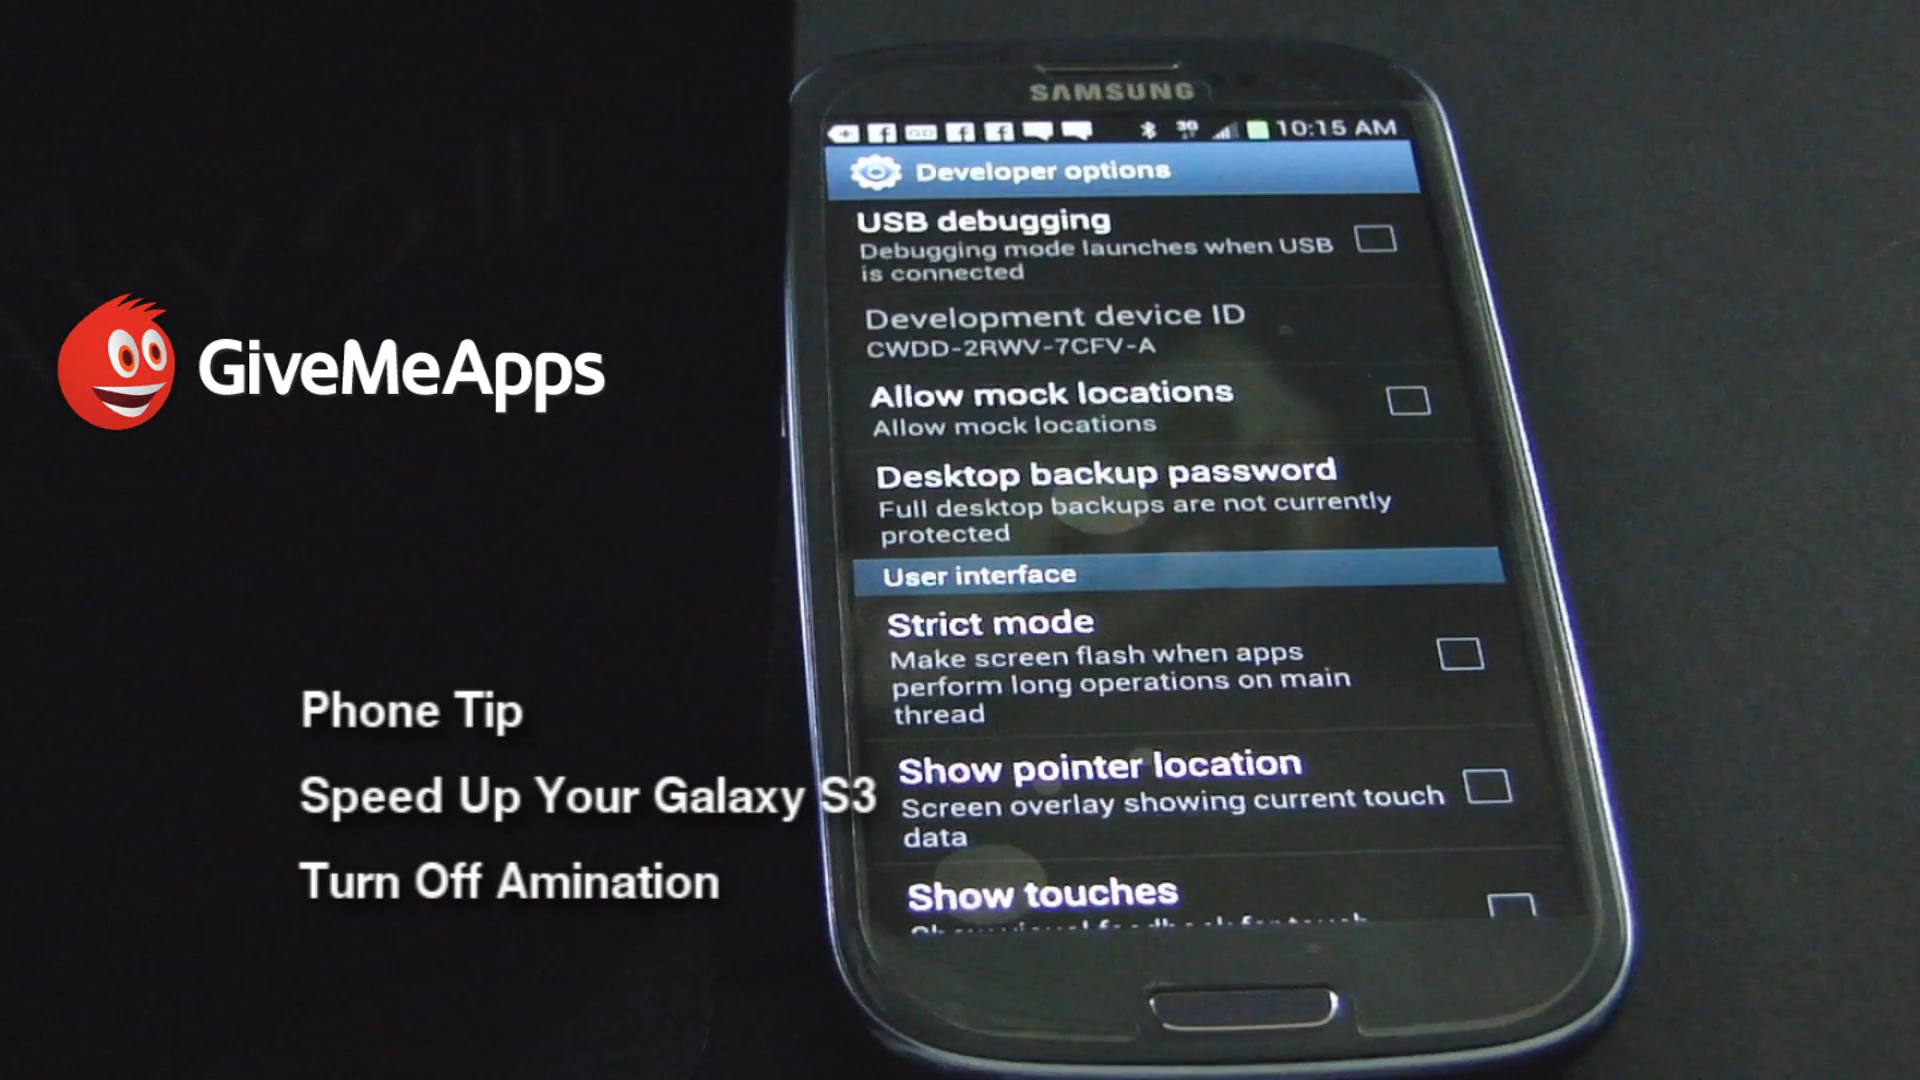 SAMSUNG
3G
10:15 AM
Developer options
USB debugging
Debugging mode launches when USB
is connected
Development device ID
CWDD-2RWV-7CFV-A
Allow mock locations
Allow mock locations
Desktop backup password
Full desktop backups are not currently
protected
User interface
Strict mode
Make screen flash when apps
perform long operations on main
thread
Show pointer location
Screen overlay showing current touch
data
Show touches
GiveMeApps
Phone Tip
Speed Up Your Galaxy S3
Turn Off Amination